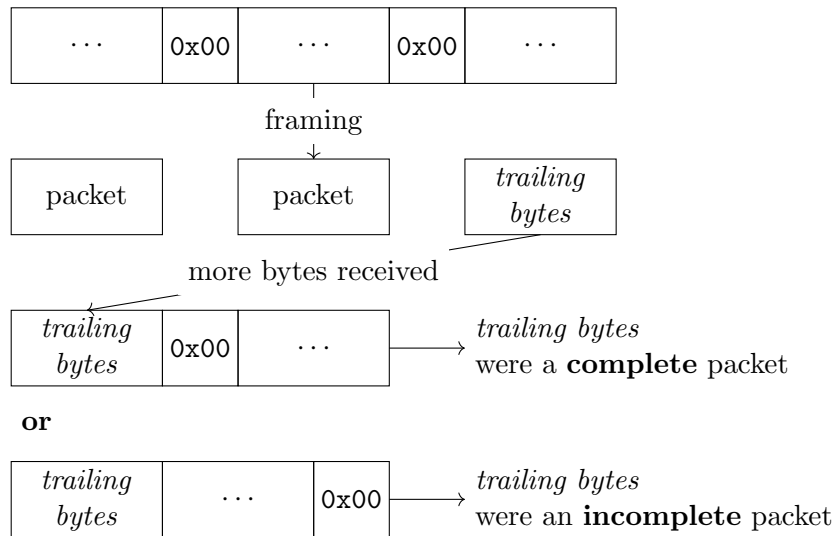 ··· 0x00 ··· 0x00 ···
framing
packet packet trailing
bytes
more bytes received
trailing
bytes 0x00 ··· trailing bytes
were a complete packet
or
trailing
bytes ··· 0x00 trailing bytes
were an incomplete packet